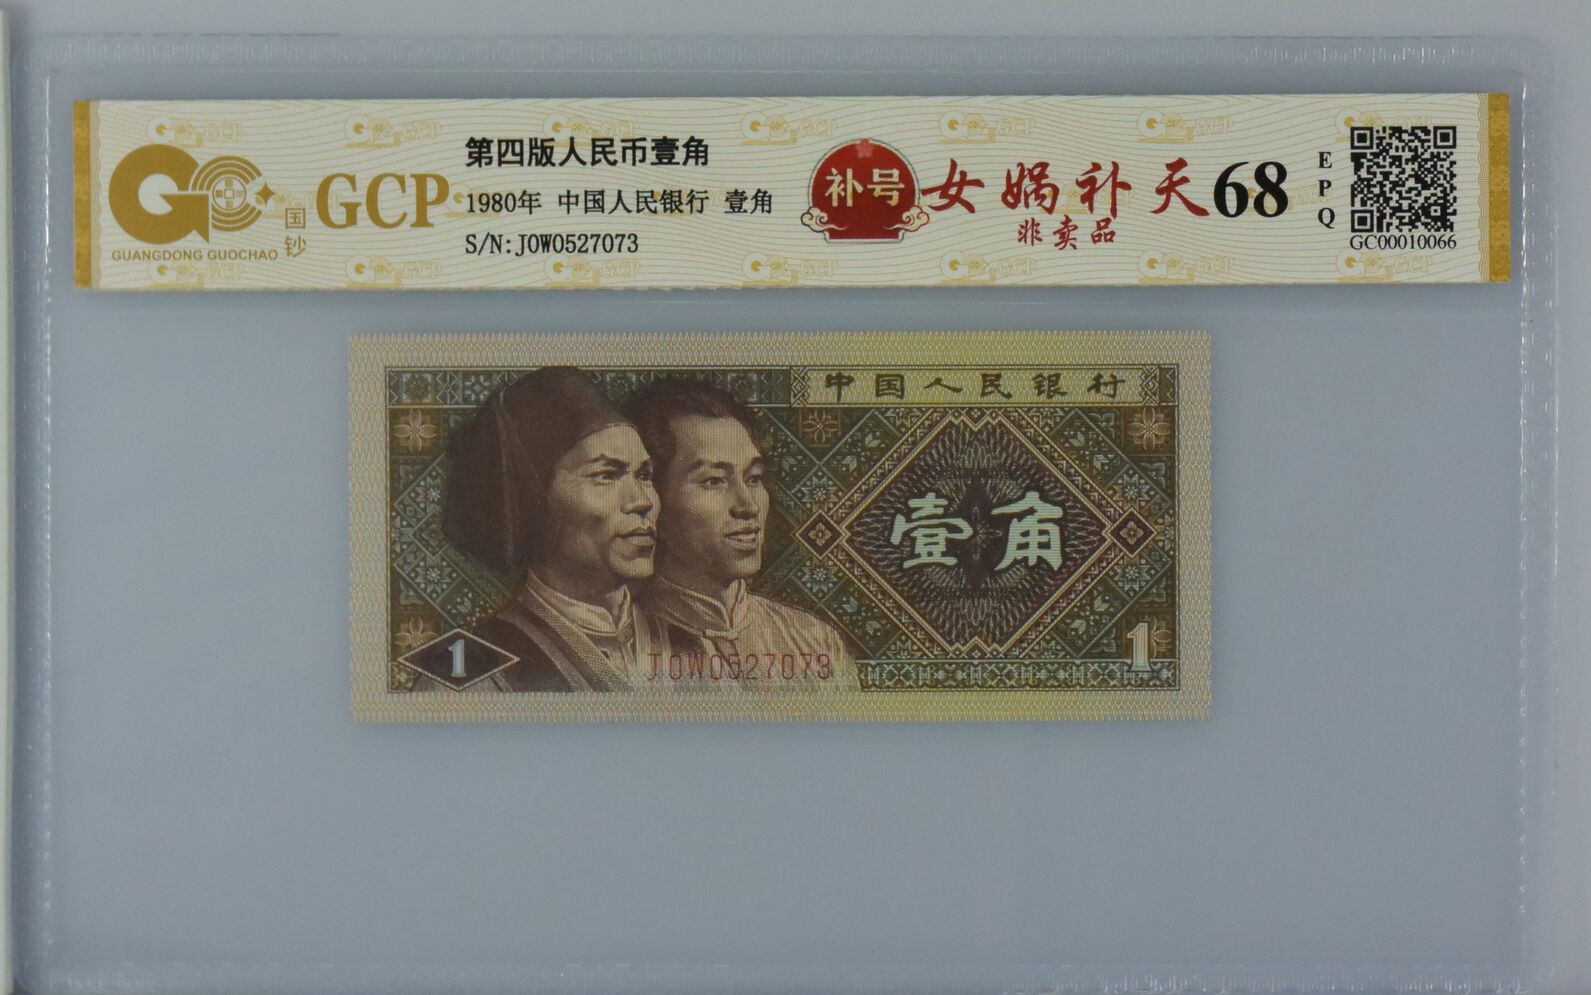 GUANGDONG GUOCHAO
国钞
GCP
第四版人民币壹角
1980年 中国人民银行 壹角
S/N:J0W0527073
补号
女娲补天
非卖品
68
EPQ
GC00010066
中国人民银行
壹角
1
J0W0527073
1